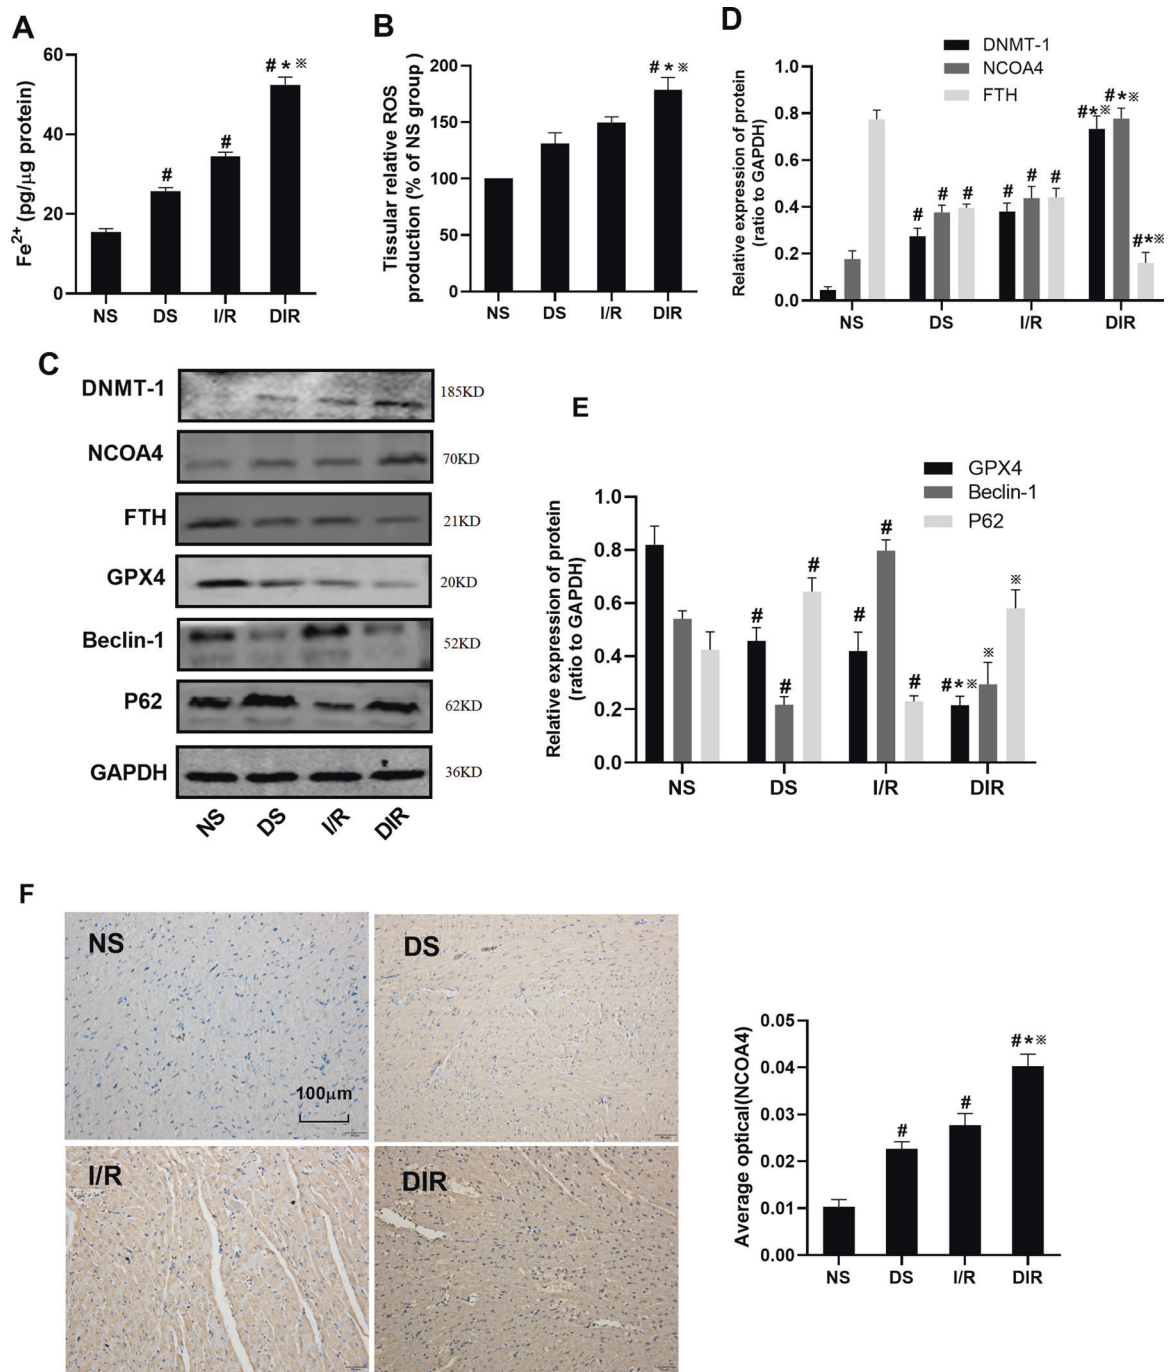 A
Fe2+ (pg/μg protein)
60
40
20
0
# # # * ※
NS DS I/R DIR
B
Tissular relative ROS
production (% of NS group )
200
150
100
50
0
# * ※
NS DS I/R DIR
D
DNMT-1
NCOA4
FTH
Relative expression of protein
(ratio to GAPDH)
1.0
0.8
0.6
0.4
0.2
0.0
# # # # # # #*※ #*※ #*※
NS DS I/R DIR
C
DNMT-1 185KD
NCOA4 70KD
FTH 21KD
GPX4 20KD
Beclin-1 52KD
P62 62KD
GAPDH 36KD
NS DS I/R DIR
E
GPX4
Beclin-1
P62
Relative expression of protein
(ratio to GAPDH)
1.0
0.8
0.6
0.4
0.2
0.0
# # # # # # #*※ ※ ※
NS DS I/R DIR
F
NS
100μm
DS
I/R
DIR
Average optical(NCOA4)
0.05
0.04
0.03
0.02
0.01
0.00
# # #*※
NS DS I/R DIR